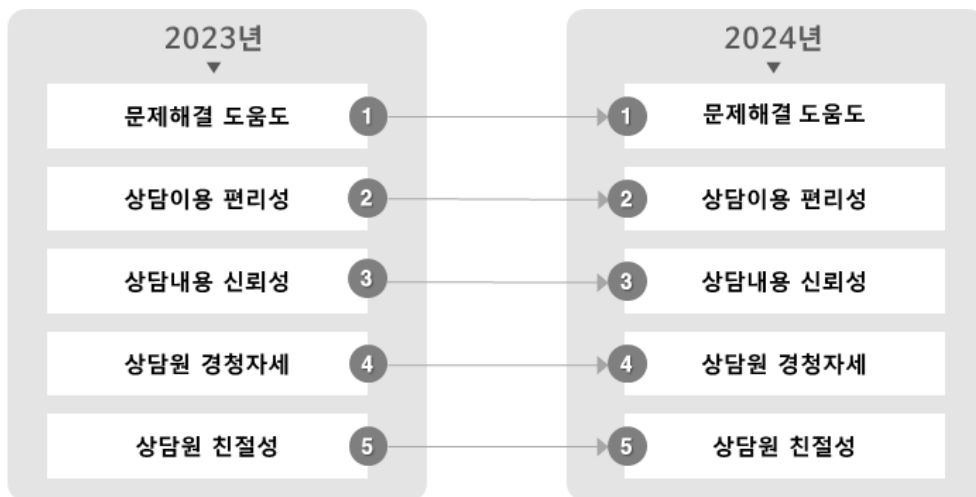 2023년
▼
문제해결 도움도 1
상담이용 편리성 2
상담내용 신뢰성 3
상담원 경청자세 4
상담원 친절성 5
2024년
▼
1 문제해결 도움도
2 상담이용 편리성
3 상담내용 신뢰성
4 상담원 경청자세
5 상담원 친절성